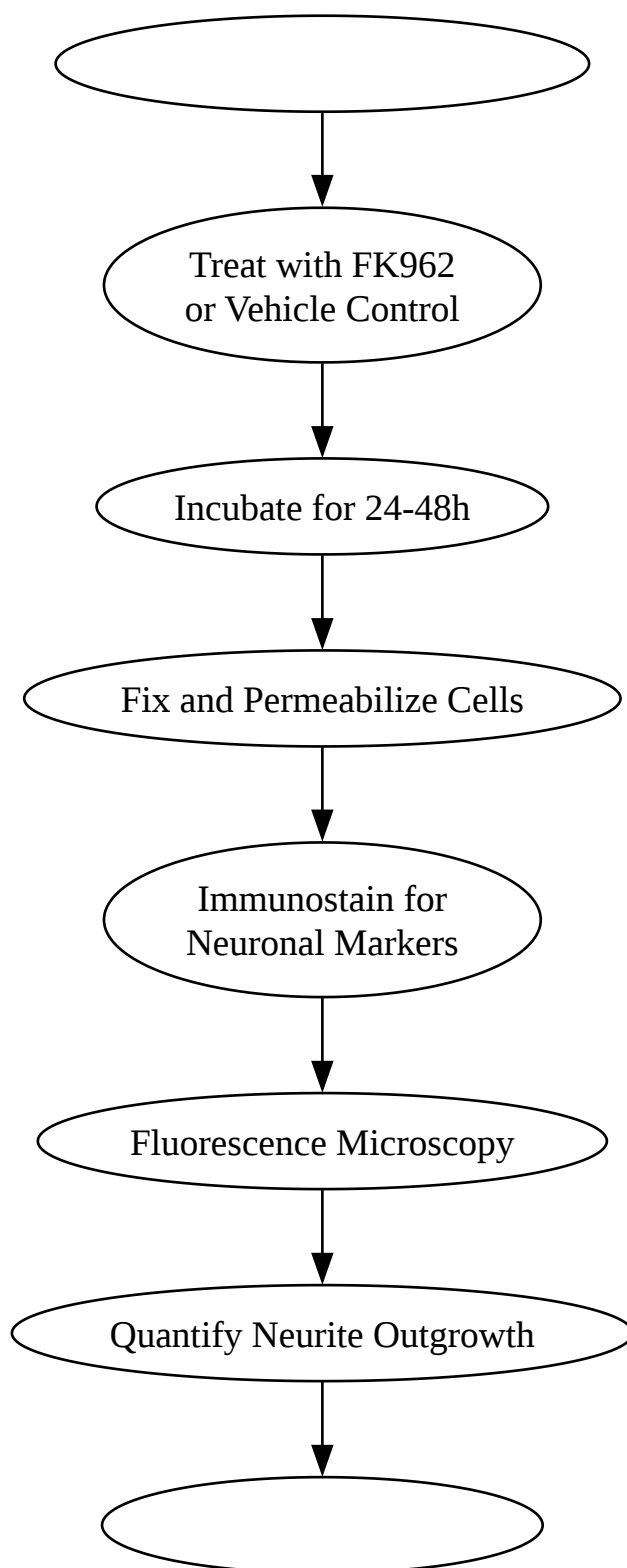 Treat with FK962
or Vehicle Control
Incubate for 24-48h
Fix and Permeabilize Cells
Immunostain for
Neuronal Markers
Fluorescence Microscopy
Quantify Neurite Outgrowth